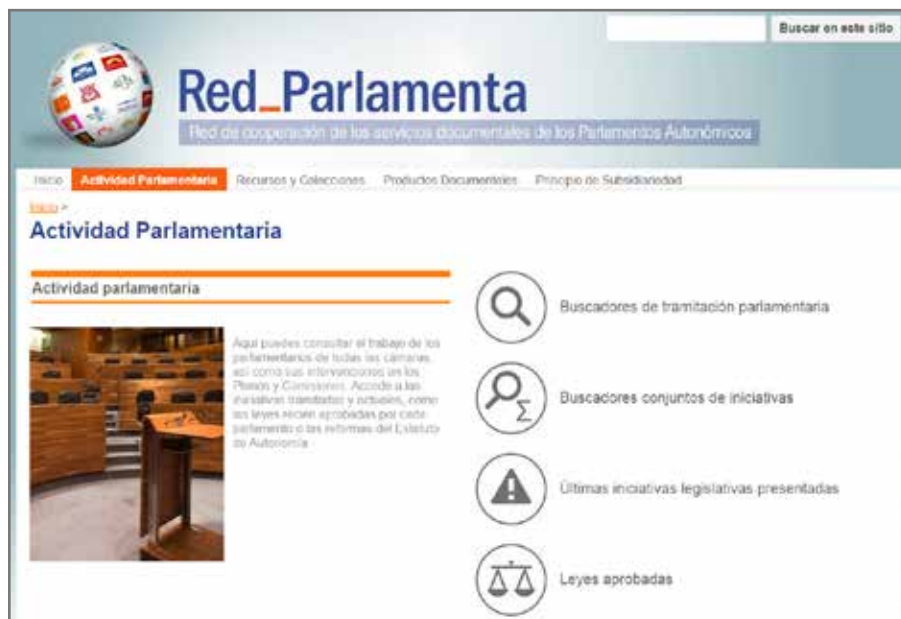 Buscar en este sitio
Red_Parlamenta
Red de cooperación de los servicios documentales de los Parlamentos Autonómicos
Inicio Actividad Parlamentaria Recursos y Colecciones Productos Documentales Principio de Subsidiariedad
Inicio >
Actividad Parlamentaria
Actividad parlamentaria
Aquí puedes consultar el trabajo de los
parlamentarios de todas las cámaras,
así como sus intervenciones en los
Plenos y Comisiones. Accede a las
iniciativas tramitadas y actuales, como
las leyes recién aprobadas por cada
parlamento o las reformas del Estatuto
de Autonomía
Buscadores de tramitación parlamentaria
Buscadores conjuntos de iniciativas
Últimas iniciativas legislativas presentadas
Leyes aprobadas